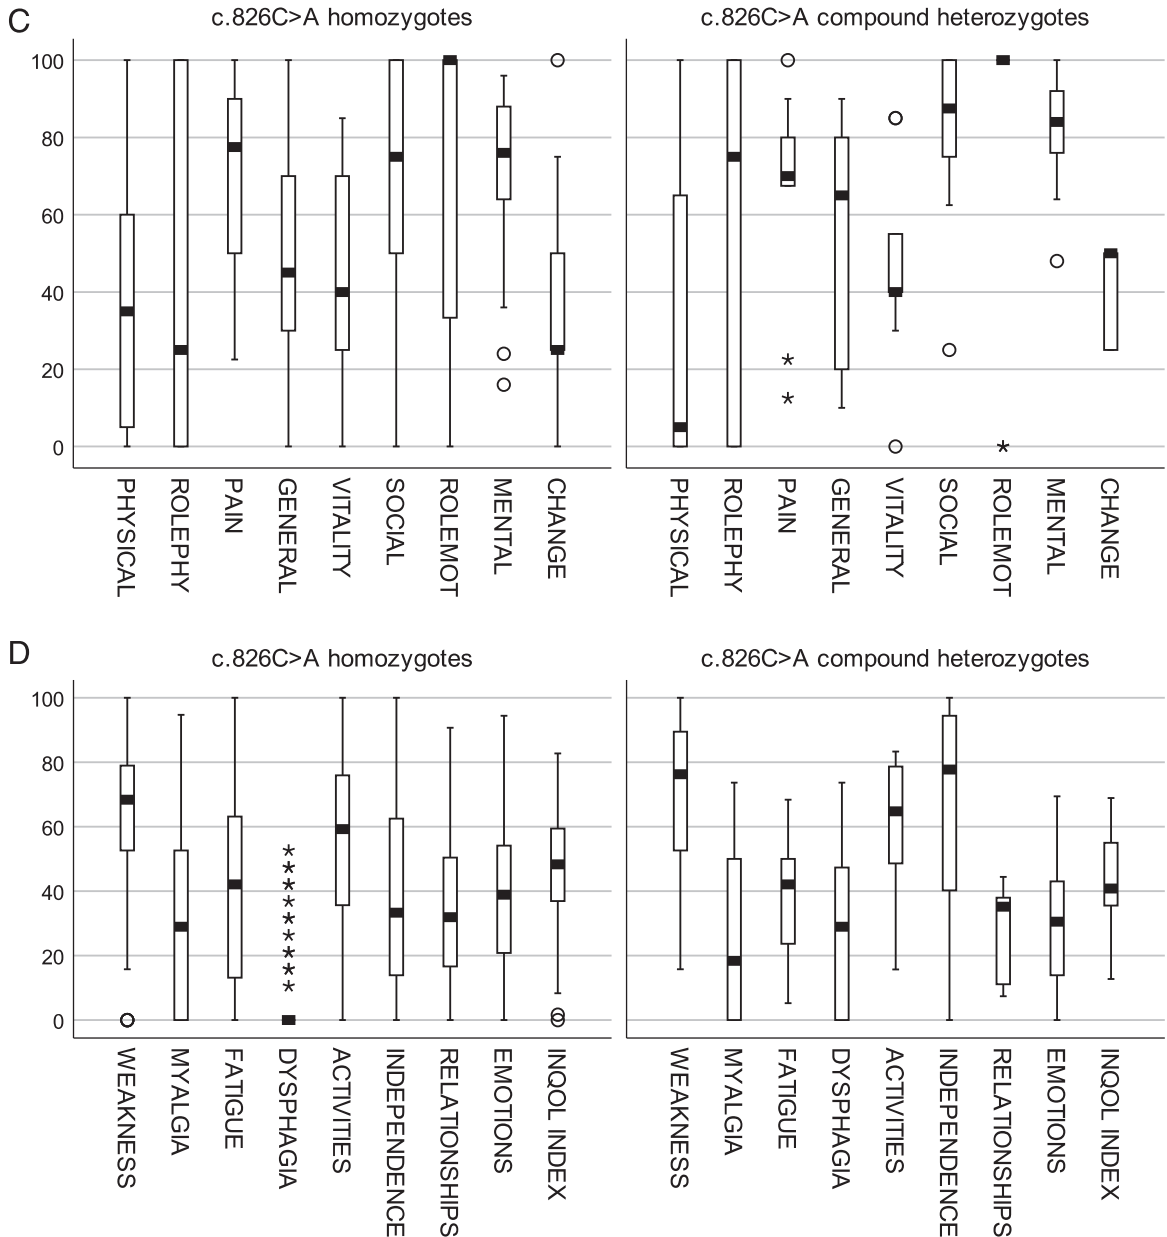 C
c.826C>A homozygotes
c.826C>A compound heterozygotes
100
80
60
40
20
0
PHYSICAL
ROLEPHY
PAIN
GENERAL
VITALITY
SOCIAL
ROLEMOT
MENTAL
CHANGE
PHYSICAL
ROLEPHY
PAIN
GENERAL
VITALITY
SOCIAL
ROLEMOT
MENTAL
CHANGE
D
c.826C>A homozygotes
c.826C>A compound heterozygotes
100
80
60
40
20
0
WEAKNESS
MYALGIA
FATIGUE
DYSPHAGIA
ACTIVITIES
INDEPENDENCE
RELATIONSHIPS
EMOTIONS
INQOL INDEX
WEAKNESS
MYALGIA
FATIGUE
DYSPHAGIA
ACTIVITIES
INDEPENDENCE
RELATIONSHIPS
EMOTIONS
INQOL INDEX